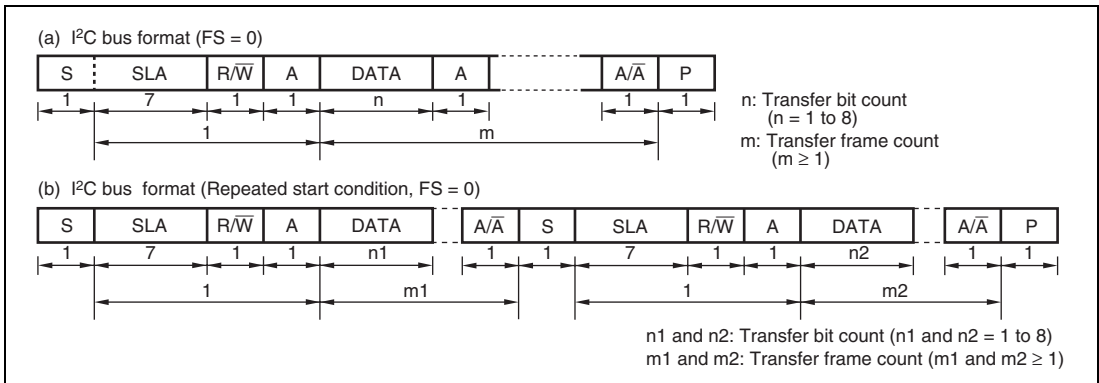 (a) I²C bus format (FS = 0)
S SLA R/W̅ A DATA A A/A̅ P
1 7 1 1 n 1 1 1
1 m
n: Transfer bit count
(n = 1 to 8)
m: Transfer frame count
(m ≥ 1)
(b) I²C bus format (Repeated start condition, FS = 0)
S SLA R/W̅ A DATA A/A̅ S SLA R/W̅ A DATA A/A̅ P
1 7 1 1 n1 1 1 7 1 1 n2 1 1
1 m1 1 m2
n1 and n2: Transfer bit count (n1 and n2 = 1 to 8)
m1 and m2: Transfer frame count (m1 and m2 ≥ 1)